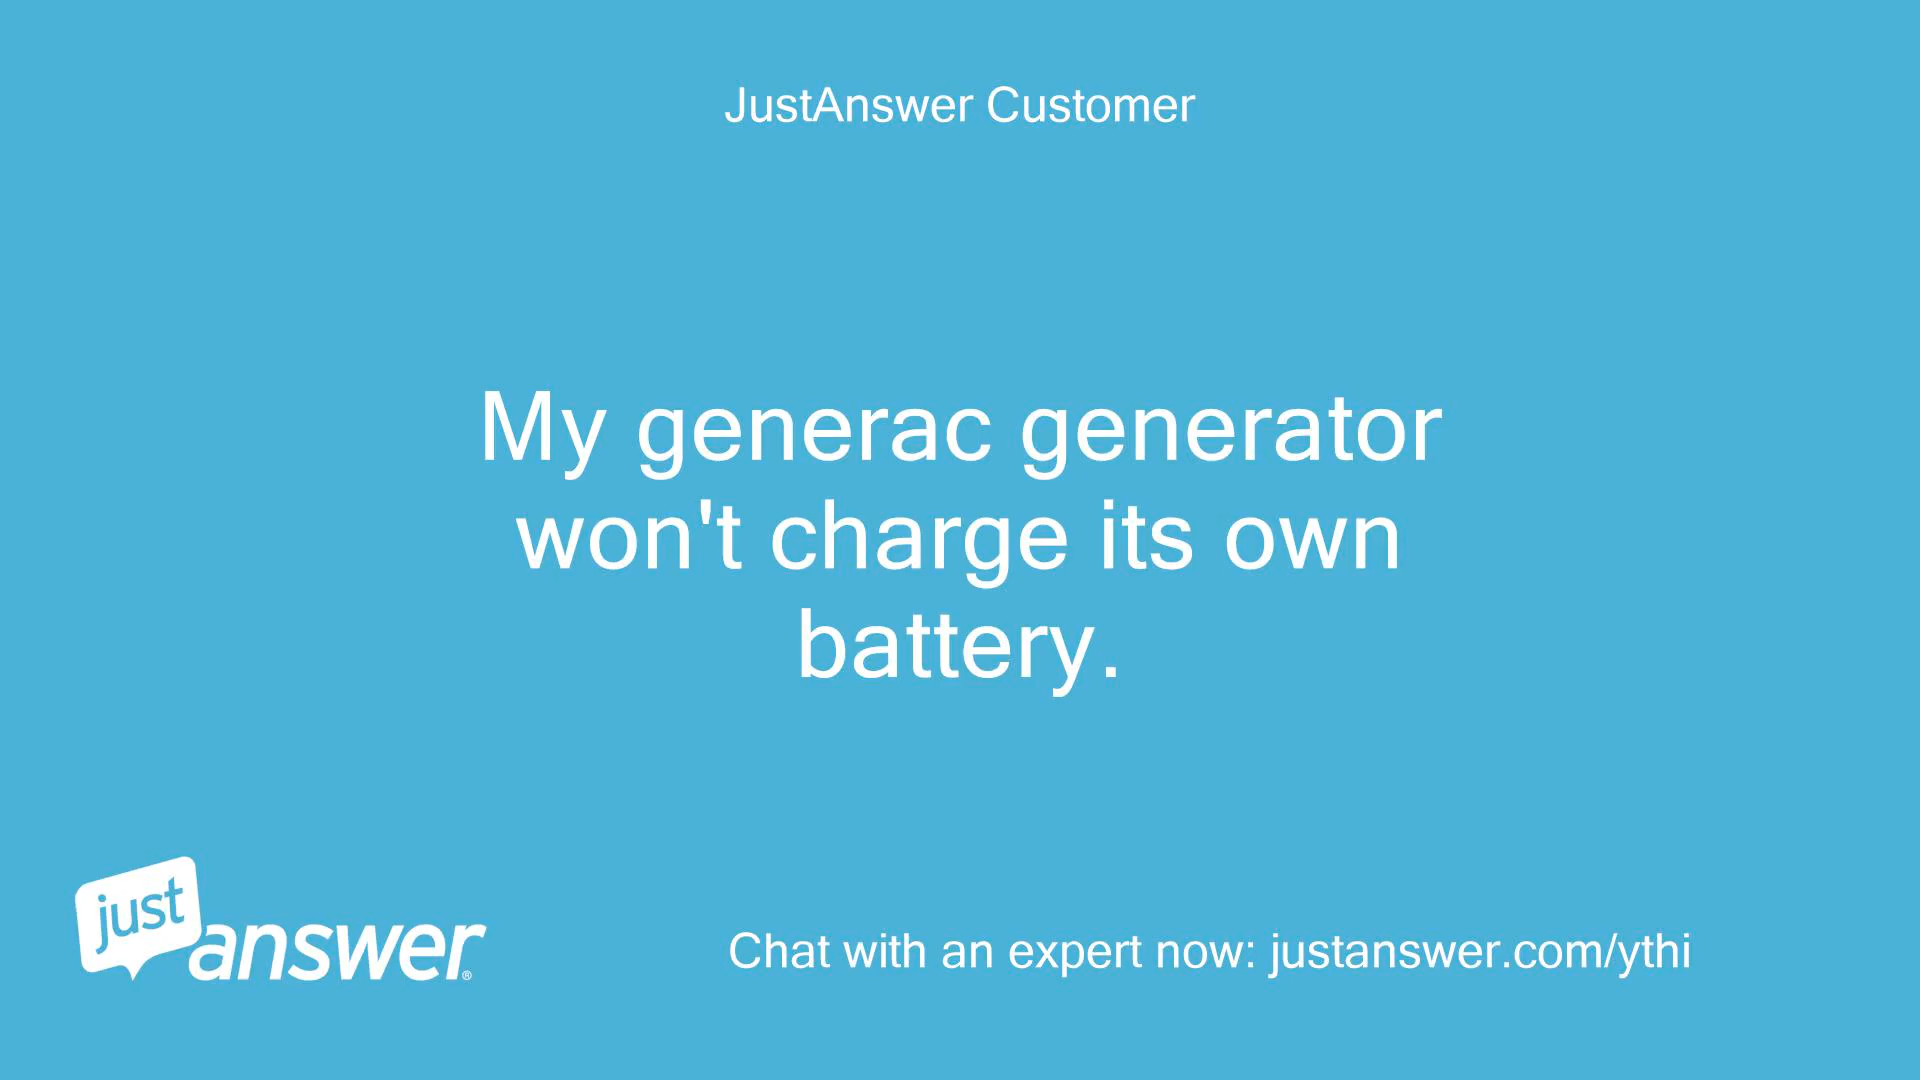 JustAnswer Customer
My generac generator
won't charge its own
battery.
just
answer®
Chat with an expert now: justanswer.com/ythi